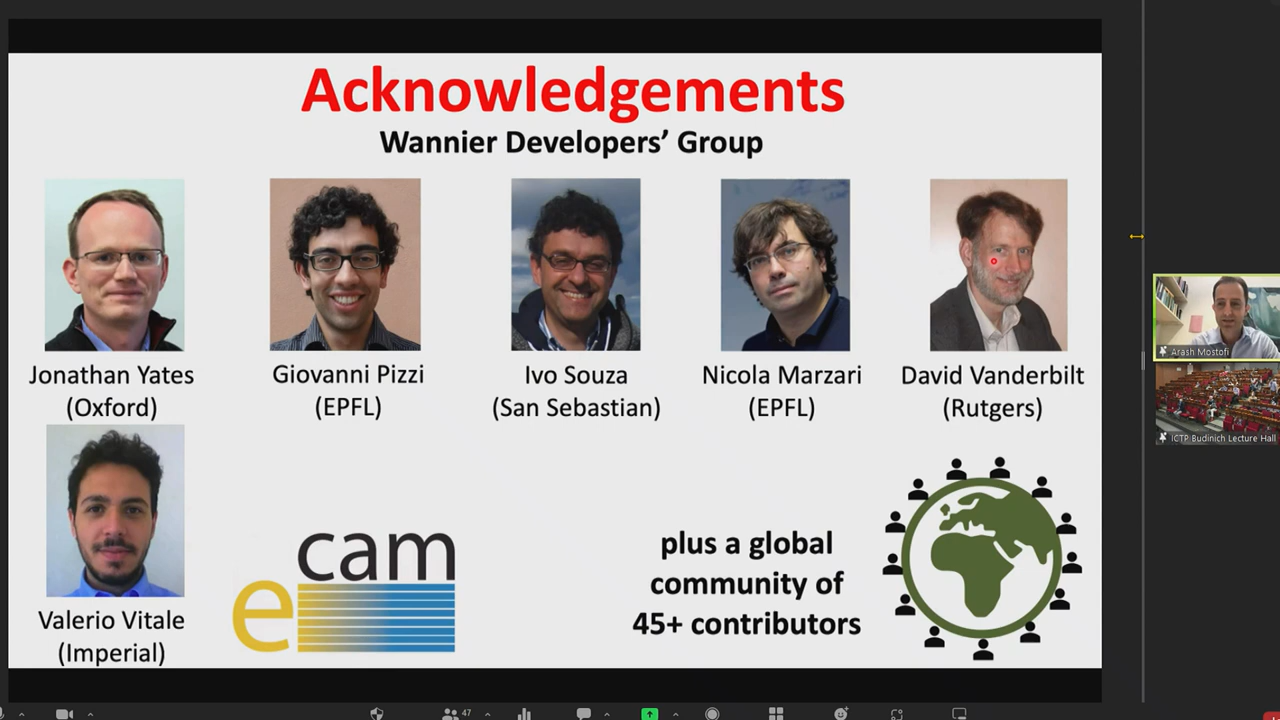 Acknowledgements
Wannier Developers’ Group
Jonathan Yates
(Oxford)
Giovanni Pizzi
(EPFL)
Ivo Souza
(San Sebastian)
Nicola Marzari
(EPFL)
David Vanderbilt
(Rutgers)
Valerio Vitale
(Imperial)
e cam
plus a global
community of
45+ contributors
Arash Mostofi
ICTP Budinich Lecture Hall
47